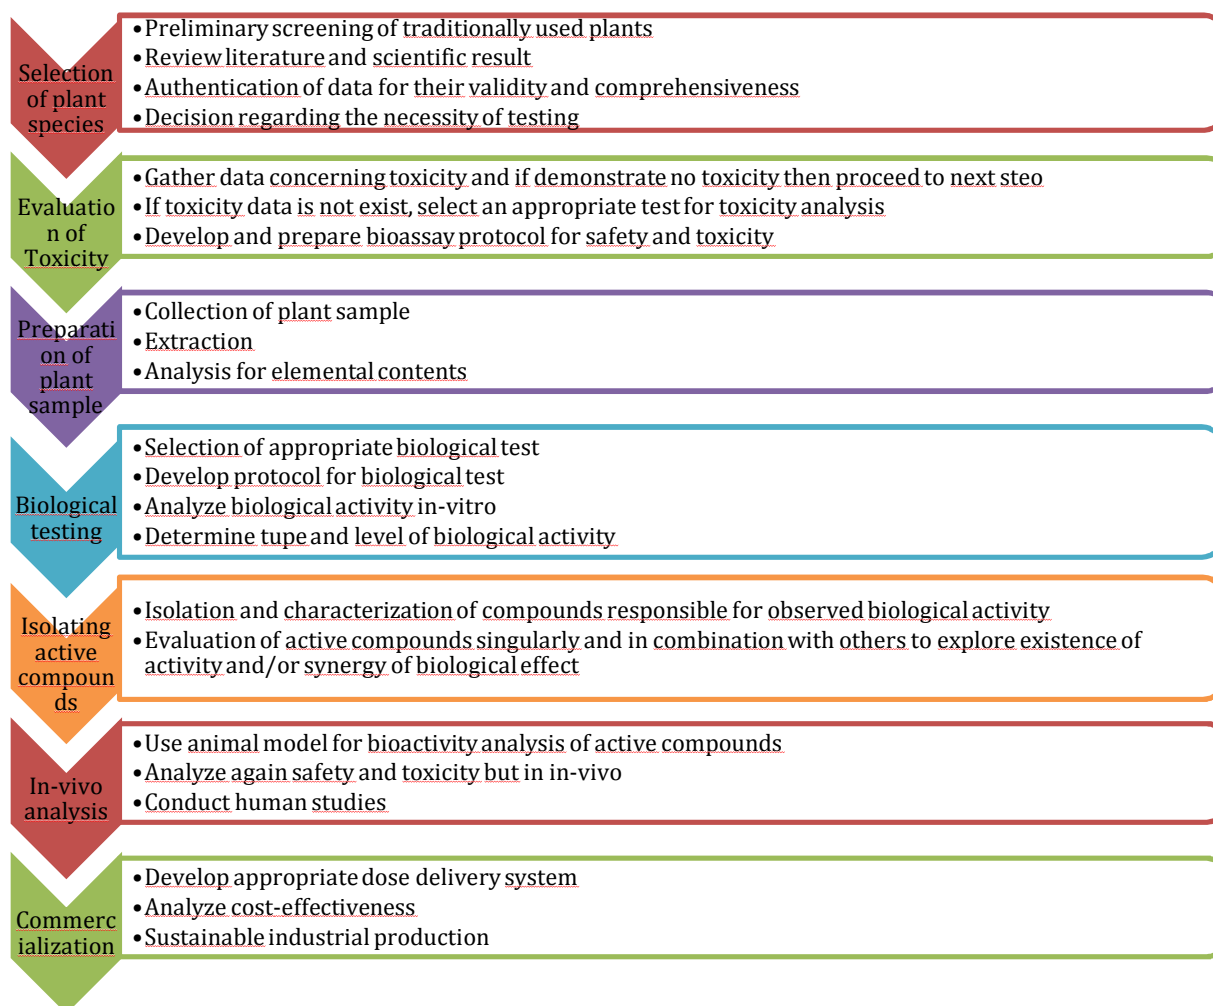 Selection
of plant
species
•Preliminary screening of traditionally used plants
•Review literature and scientific result
•Authentication of data for their validity and comprehensiveness
•Decision regarding the necessity of testing
Evaluatio
n of
Toxicity
•Gather data concerning toxicity and if demonstrate no toxicity then proceed to next steo
•If toxicity data is not exist, select an appropriate test for toxicity analysis
•Develop and prepare bioassay protocol for safety and toxicity
Preparati
on of
plant
sample
•Collection of plant sample
•Extraction
•Analysis for elemental contents
Biological
testing
•Selection of appropriate biological test
•Develop protocol for biological test
•Analyze biological activity in-vitro
•Determine tupe and level of biological activity
Isolating
active
compoun
ds
•Isolation and characterization of compounds responsible for observed biological activity
•Evaluation of active compounds singularly and in combination with others to explore existence of
activity and/or synergy of biological effect
In-vivo
analysis
•Use animal model for bioactivity analysis of active compounds
•Analyze again safety and toxicity but in in-vivo
•Conduct human studies
Commerc
ialization
•Develop appropriate dose delivery system
•Analyze cost-effectiveness
•Sustainable industrial production